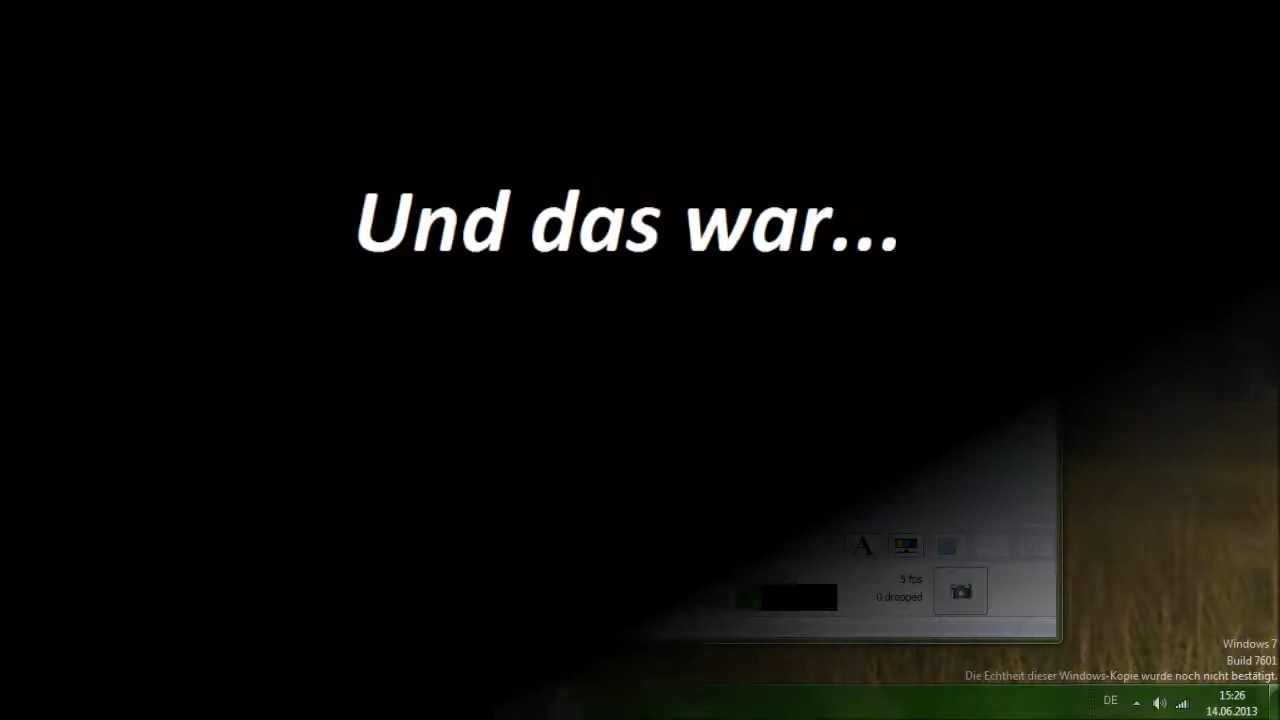 Und das war...
A
5 fps
0 dropped
Windows 7
Build 7601
Die Echtheit dieser Windows-Kopie wurde noch nicht bestätigt.
DE
15:26
14.06.2013